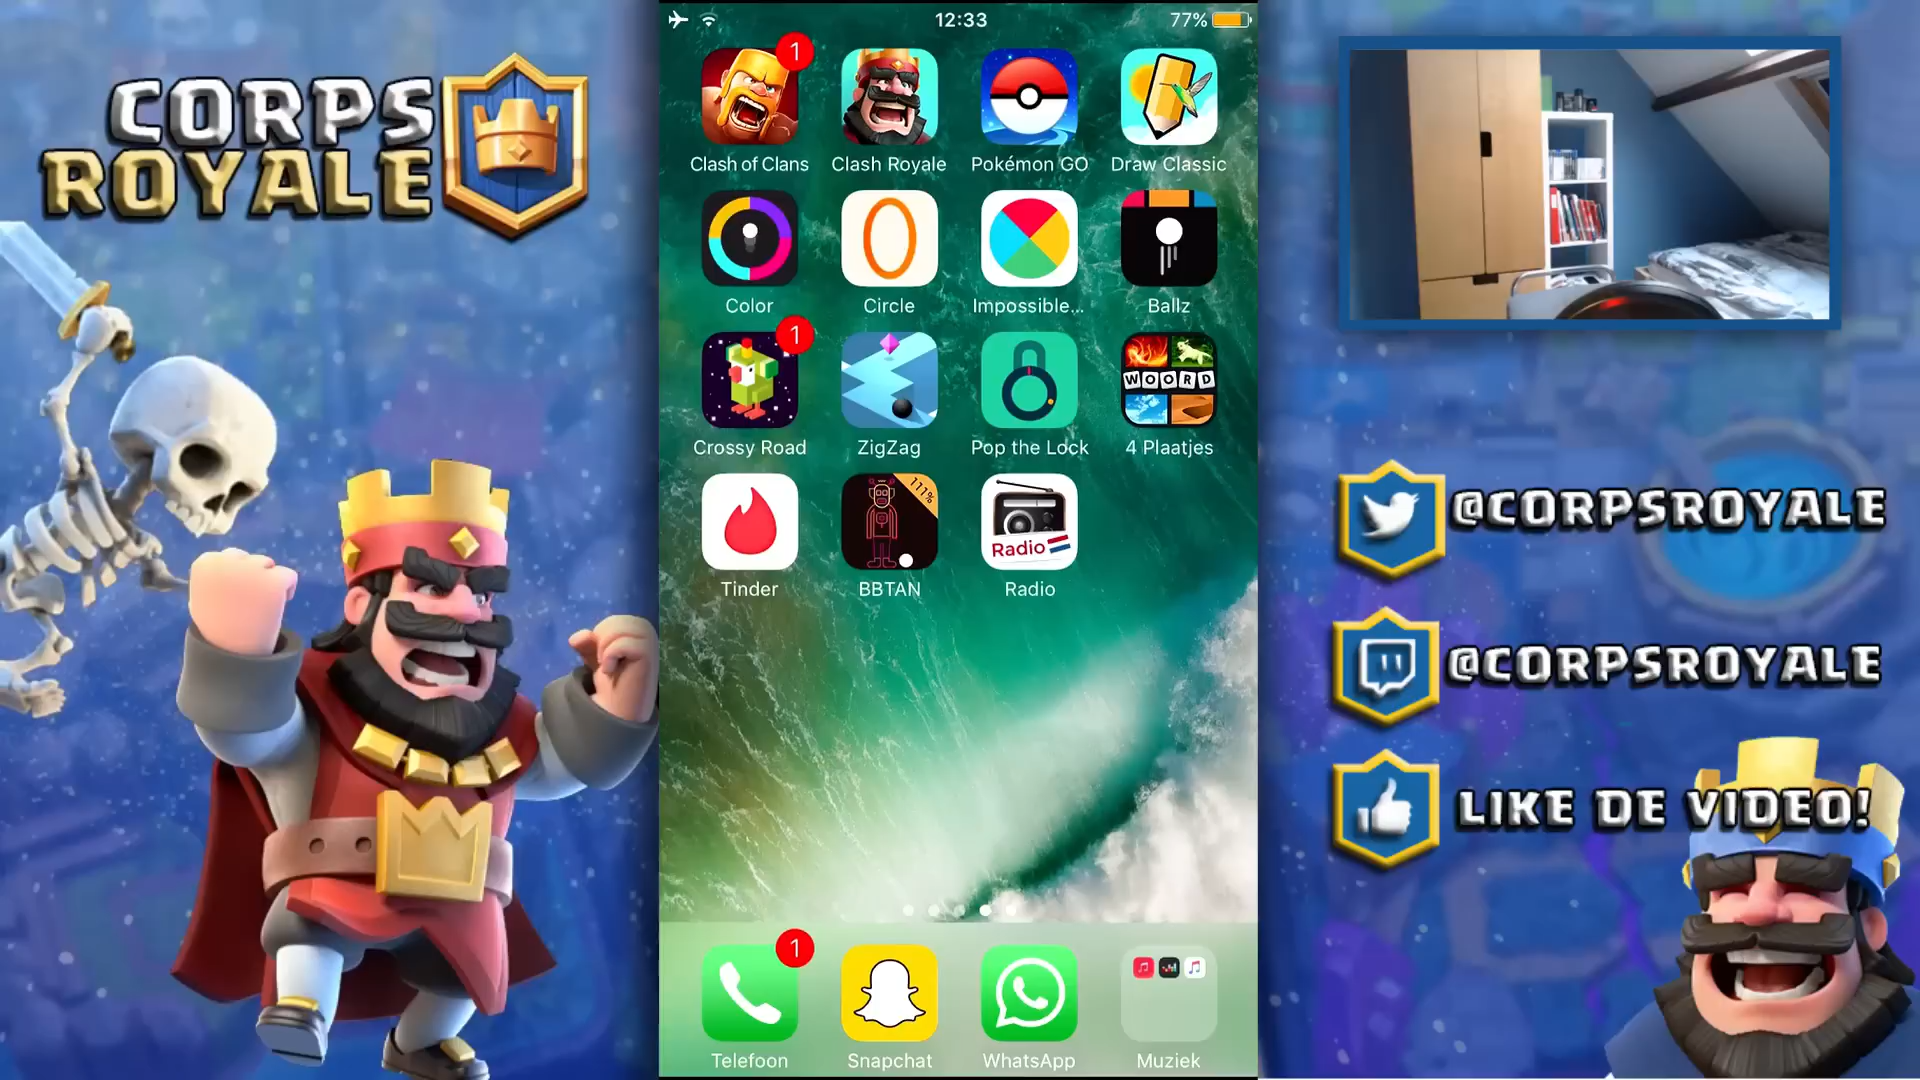 CORPS
ROYALE
12:33
77%
1
Clash of Clans
Clash Royale
Pokémon GO
Draw Classic
Color
Circle
Impossible...
Ballz
1
WOORD
Crossy Road
ZigZag
Pop the Lock
4 Plaatjes
111%
Radio
Tinder
BBTAN
Radio
1
Telefoon
Snapchat
WhatsApp
Muziek
@CORPSROYALE
@CORPSROYALE
LIKE DE VIDEO!